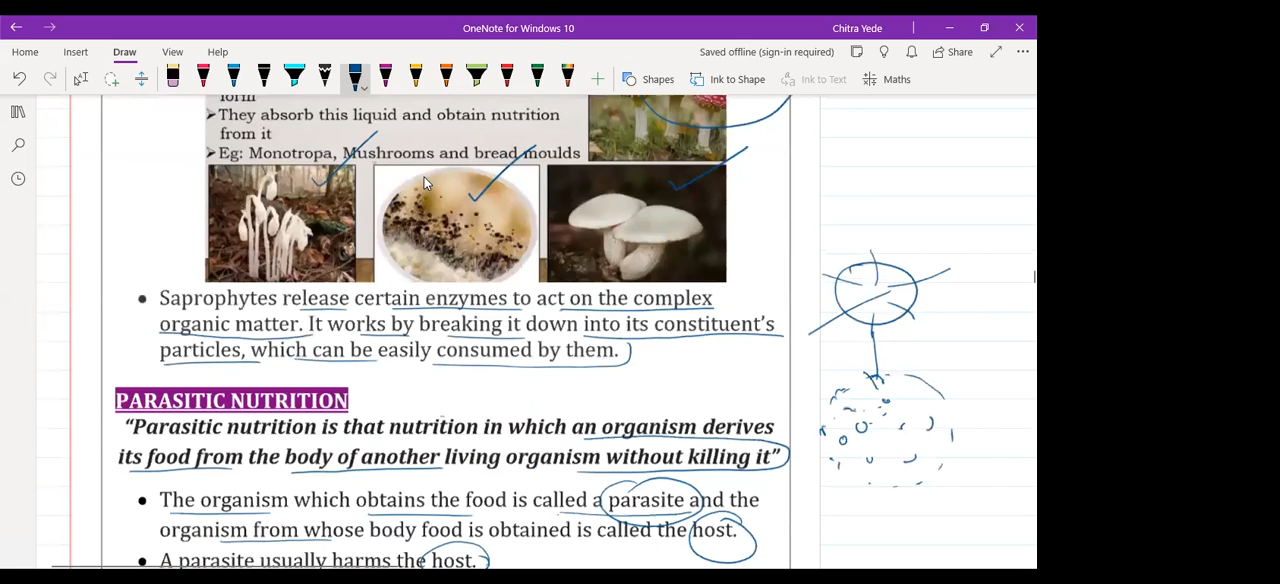 OneNote for Windows 10
Chitra Yede
Home Insert Draw View Help
Saved offline (sign-in required) Share
Shapes Ink to Shape Ink to Text Maths
form
➤They absorb this liquid and obtain nutrition
from it
➤Eg: Monotropa, Mushrooms and bread moulds
• Saprophytes release certain enzymes to act on the complex
organic matter. It works by breaking it down into its constituent's
particles, which can be easily consumed by them.
PARASITIC NUTRITION
"Parasitic nutrition is that nutrition in which an organism derives
its food from the body of another living organism without killing it"
• The organism which obtains the food is called a parasite and the
organism from whose body food is obtained is called the host.
• A parasite usually harms the host.